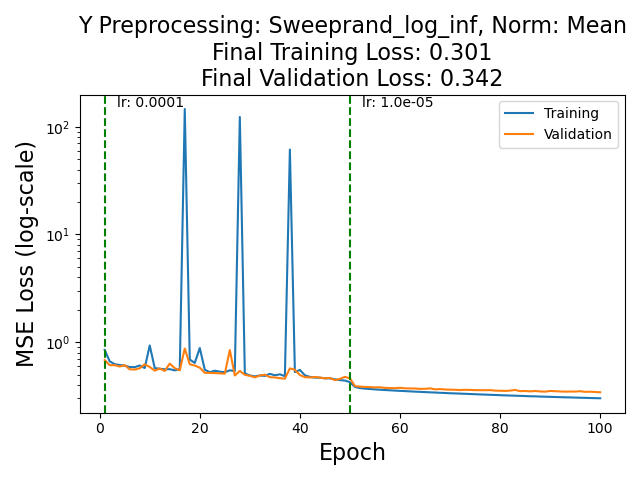 Y Preprocessing: Sweeprand_log_inf, Norm: Mean
Final Training Loss: 0.301
Final Validation Loss: 0.342
lr: 0.0001
lr: 1.0e-05
Training
Validation
MSE Loss (log-scale)
10²
10¹
10⁰
0 20 40 60 80 100
Epoch